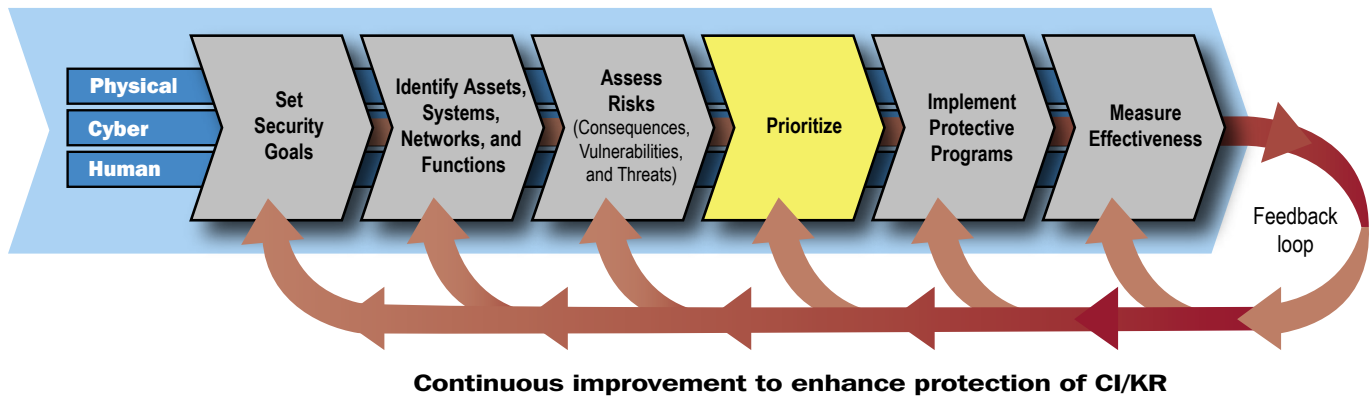 Physical
Cyber
Human
Set
Security
Goals
Identify Assets,
Systems,
Networks, and
Functions
Assess
Risks
(Consequences,
Vulnerabilities,
and Threats)
Prioritize
Implement
Protective
Programs
Measure
Effectiveness
Feedback
loop
Continuous improvement to enhance protection of CI/KR